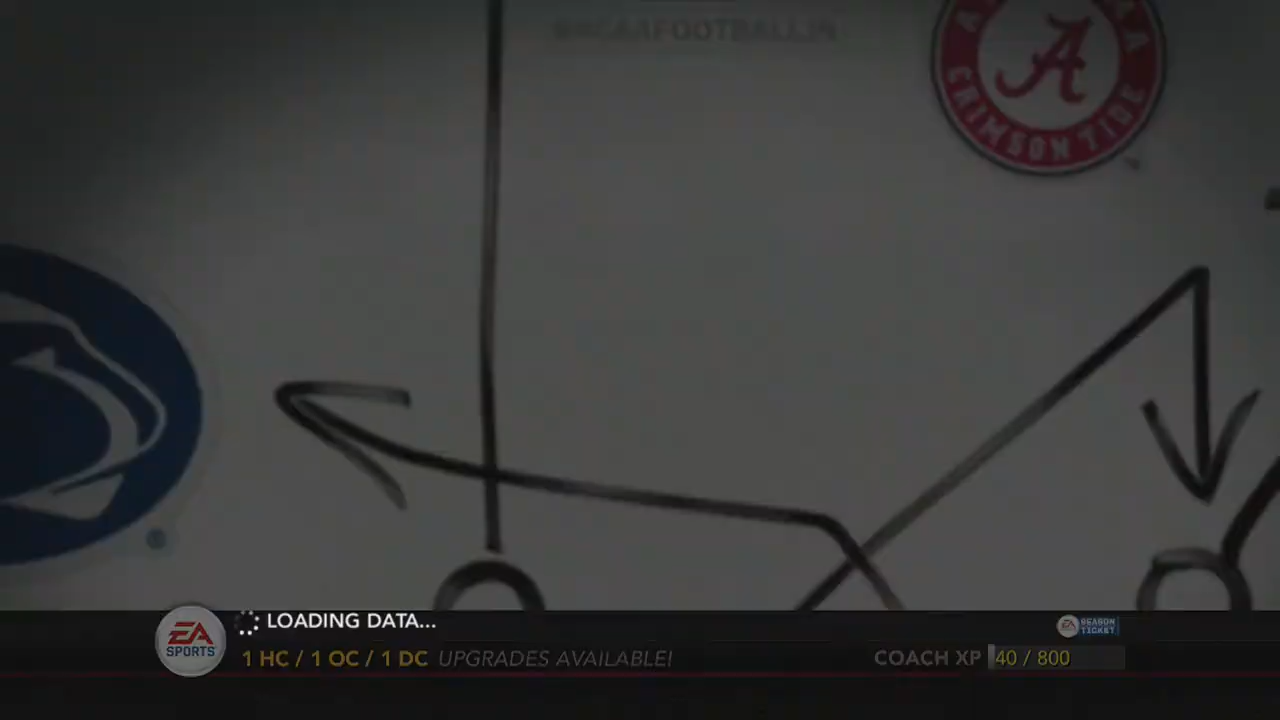 CRIMSON TIDE
A
LOADING DATA...
EA
SPORTS
EA SEASON
TICKET
1 HC / 1 OC / 1 DC UPGRADES AVAILABLE!
COACH XP 40 / 800